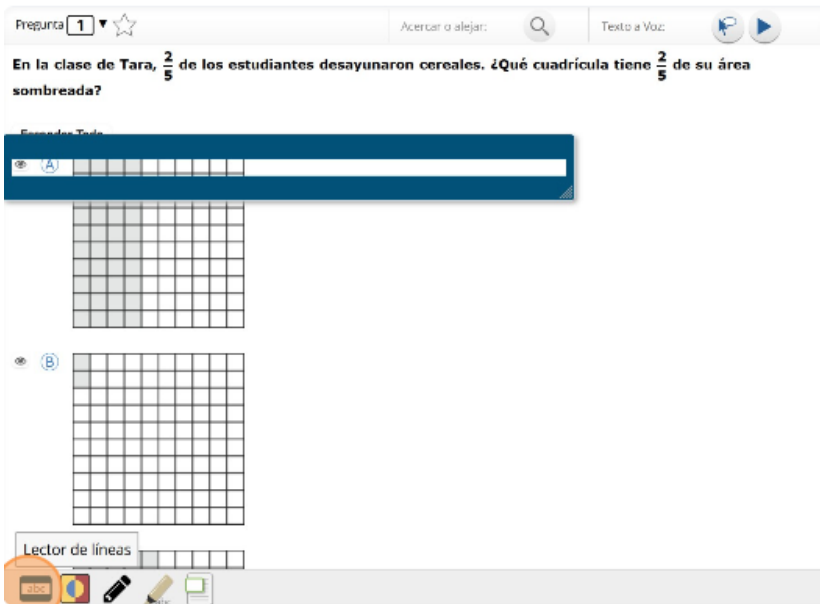 Pregunta 1 ▼
Acercar o alejar:
Texto a Voz:
En la clase de Tara, 2/5 de los estudiantes desayunaron cereales. ¿Qué cuadrícula tiene 2/5 de su área
sombreada?
A
B
Lector de líneas
abc